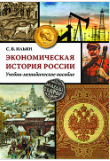 С. В. ИЛЬИН
ЭКОНОМИЧЕСКАЯ
ИСТОРИЯ РОССИИ
Учебно-методическое пособие